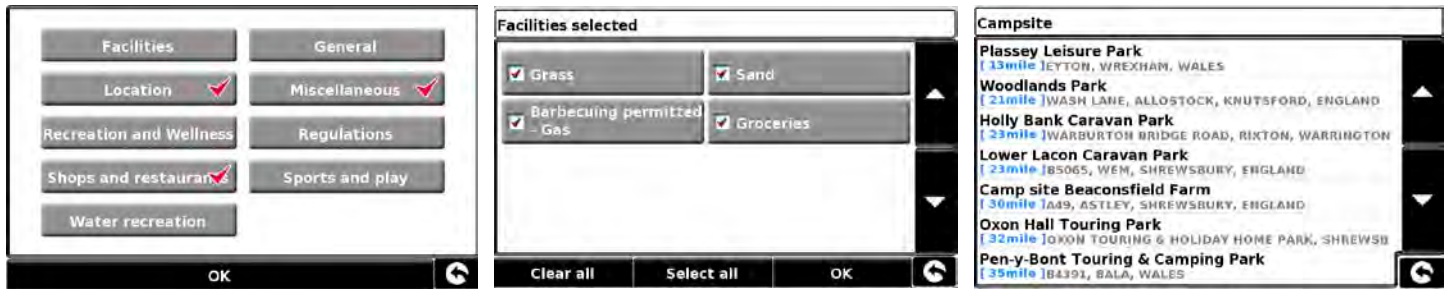 Facilities
General
Location
Miscellaneous
Recreation and Wellness
Regulations
Shops and restaurants
Sports and play
Water recreation
OK
Facilities selected
Grass
Sand
Barbecuing permitted
- Gas
Groceries
Clear all
Select all
OK
Campsite
Plassey Leisure Park
[ 13mile ]EYTON, WREXHAM, WALES
Woodlands Park
[ 21mile ]WASH LANE, ALLOSTOCK, KNUTSFORD, ENGLAND
Holly Bank Caravan Park
[ 23mile ]WARBURTON BRIDGE ROAD, RIXTON, WARRINGTON
Lower Lacon Caravan Park
[ 23mile ]B5065, WEM, SHREWSBURY, ENGLAND
Camp site Beaconsfield Farm
[ 30mile ]A49, ASTLEY, SHREWSBURY, ENGLAND
Oxon Hall Touring Park
[ 32mile ]OXON TOURING & HOLIDAY HOME PARK, SHREWSB
Pen-y-Bont Touring & Camping Park
[ 35mile ]B4391, BALA, WALES